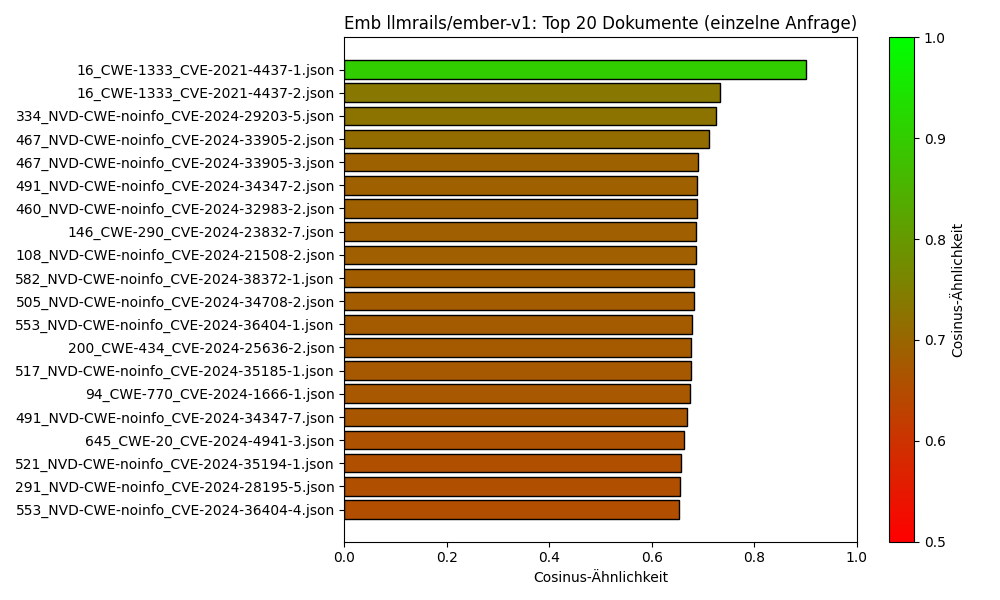 Emb llmrails/ember-v1: Top 20 Dokumente (einzelne Anfrage)
16_CWE-1333_CVE-2021-4437-1.json
16_CWE-1333_CVE-2021-4437-2.json
334_NVD-CWE-noinfo_CVE-2024-29203-5.json
467_NVD-CWE-noinfo_CVE-2024-33905-2.json
467_NVD-CWE-noinfo_CVE-2024-33905-3.json
491_NVD-CWE-noinfo_CVE-2024-34347-2.json
460_NVD-CWE-noinfo_CVE-2024-32983-2.json
146_CWE-290_CVE-2024-23832-7.json
108_NVD-CWE-noinfo_CVE-2024-21508-2.json
582_NVD-CWE-noinfo_CVE-2024-38372-1.json
505_NVD-CWE-noinfo_CVE-2024-34708-2.json
553_NVD-CWE-noinfo_CVE-2024-36404-1.json
200_CWE-434_CVE-2024-25636-2.json
517_NVD-CWE-noinfo_CVE-2024-35185-1.json
94_CWE-770_CVE-2024-1666-1.json
491_NVD-CWE-noinfo_CVE-2024-34347-7.json
645_CWE-20_CVE-2024-4941-3.json
521_NVD-CWE-noinfo_CVE-2024-35194-1.json
291_NVD-CWE-noinfo_CVE-2024-28195-5.json
553_NVD-CWE-noinfo_CVE-2024-36404-4.json
0.0 0.2 0.4 0.6 0.8 1.0
Cosinus-Ähnlichkeit
1.0
0.9
0.8
0.7
0.6
0.5
Cosinus-Ähnlichkeit